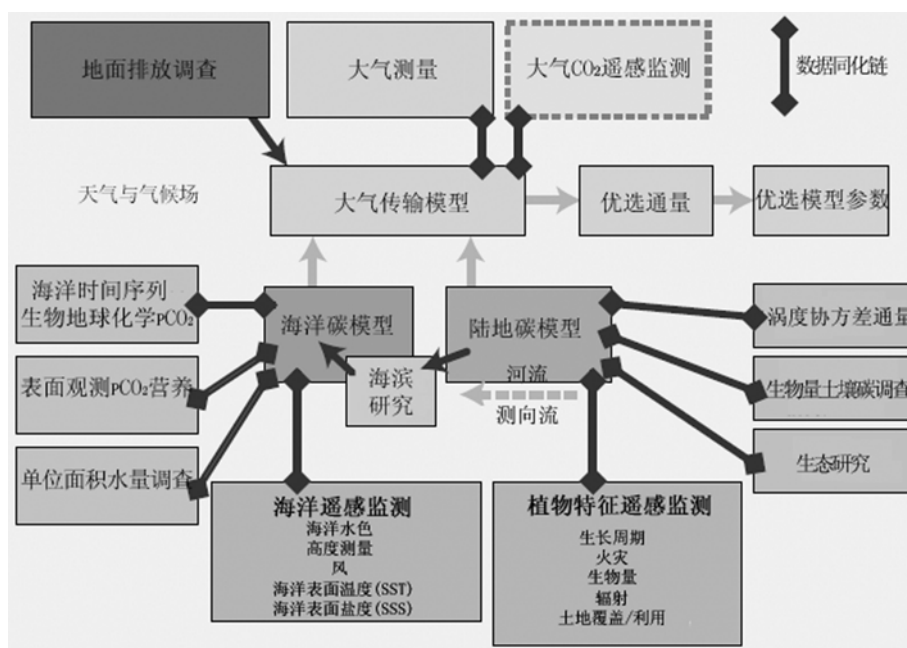 地面排放调查
大气测量
大气CO₂遥感监测
数据同化链
天气与气候场
大气传输模型
优选通量
优选模型参数
海洋时间序列
生物地球化学PCO₂
海洋碳模型
陆地碳模型
涡度协方差通量
表面观测PCO₂营养
海滨
研究
河流
测向流
生物量土壤碳调查
单位面积水量调查
生态研究
海洋遥感监测
海洋水色
高度测量
风
海洋表面温度(SST)
海洋表面盐度(SSS)
植物特征遥感监测
生长周期
火灾
生物量
辐射
土地覆盖/利用